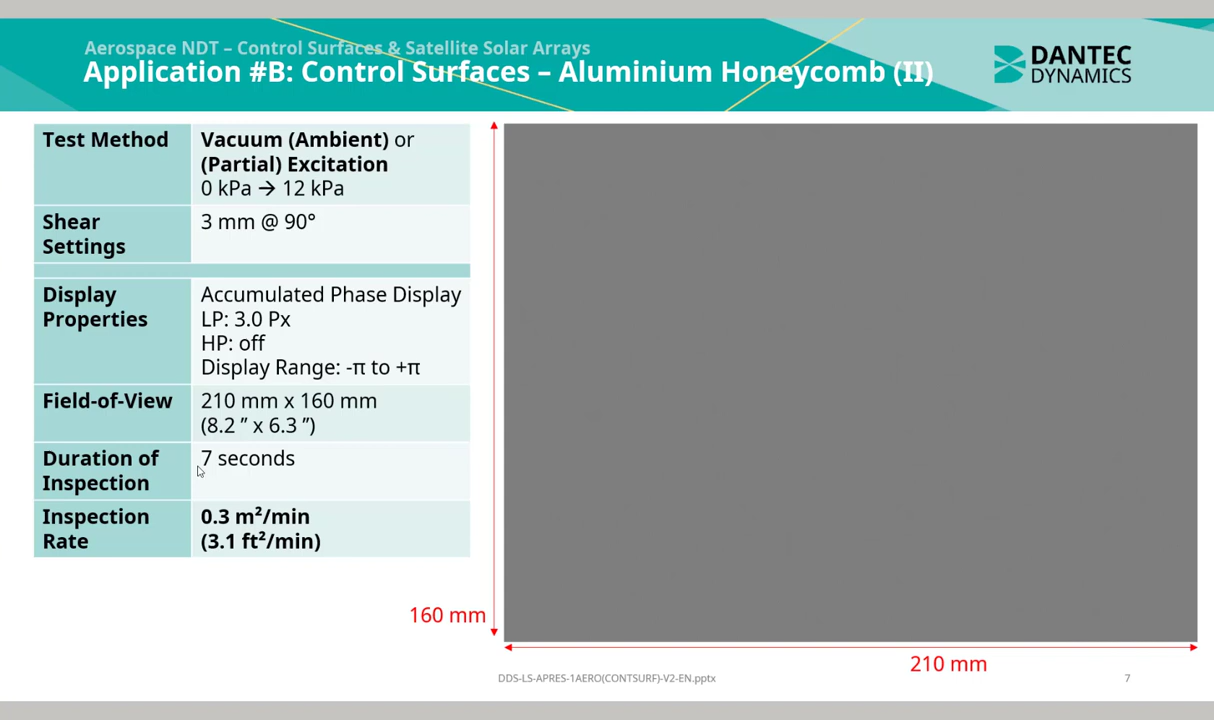 Aerospace NDT – Control Surfaces & Satellite Solar Arrays
Application #B: Control Surfaces – Aluminium Honeycomb (II)
DANTEC
DYNAMICS
Test Method
Vacuum (Ambient) or
(Partial) Excitation
0 kPa → 12 kPa
Shear
Settings
3 mm @ 90°
Display
Properties
Accumulated Phase Display
LP: 3.0 Px
HP: off
Display Range: -π to +π
Field-of-View
210 mm x 160 mm
(8.2 ” x 6.3 ”)
Duration of
Inspection
7 seconds
Inspection
Rate
0.3 m²/min
(3.1 ft²/min)
160 mm
210 mm
DDS-LS-APRES-1AERO(CONTSURF)-V2-EN.pptx
7